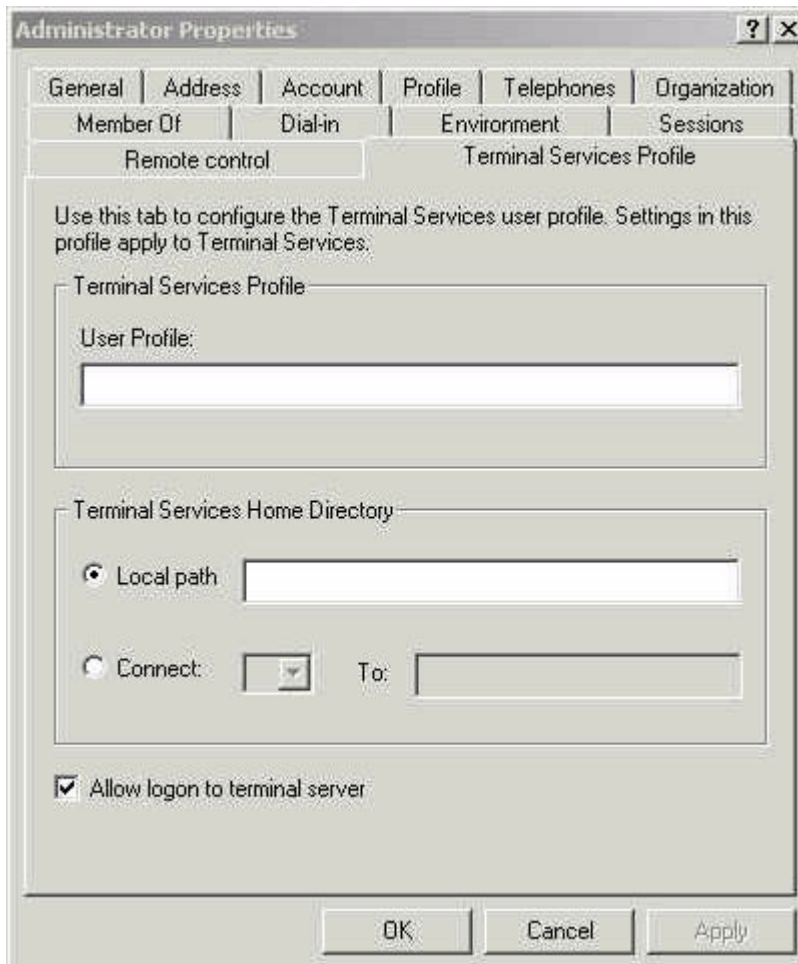 Administrator Properties
General Address Account Profile Telephones Organization
Member Of Dial-in Environment Sessions
Remote control Terminal Services Profile
Use this tab to configure the Terminal Services user profile. Settings in this
profile apply to Terminal Services.
Terminal Services Profile
User Profile:
Terminal Services Home Directory
Local path
Connect: To:
Allow logon to terminal server
OK Cancel Apply